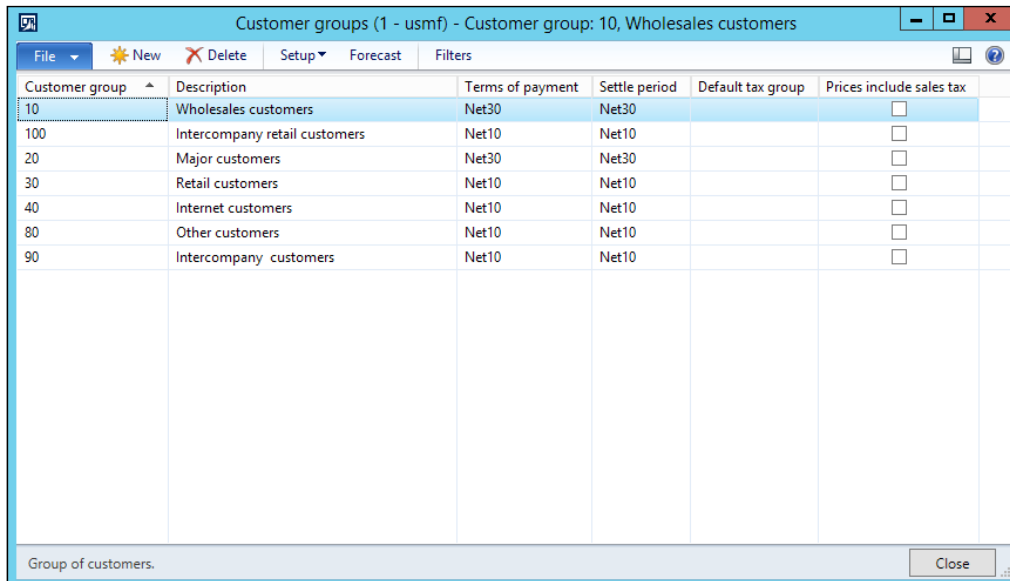 Customer groups (1 - usmf) - Customer group: 10, Wholesales customers
File New Delete Setup Forecast Filters
Customer group Description Terms of payment Settle period Default tax group Prices include sales tax
10 Wholesales customers Net30 Net30
100 Intercompany retail customers Net10 Net10
20 Major customers Net30 Net30
30 Retail customers Net10 Net10
40 Internet customers Net10 Net10
80 Other customers Net10 Net10
90 Intercompany  customers Net10 Net10
Group of customers. Close